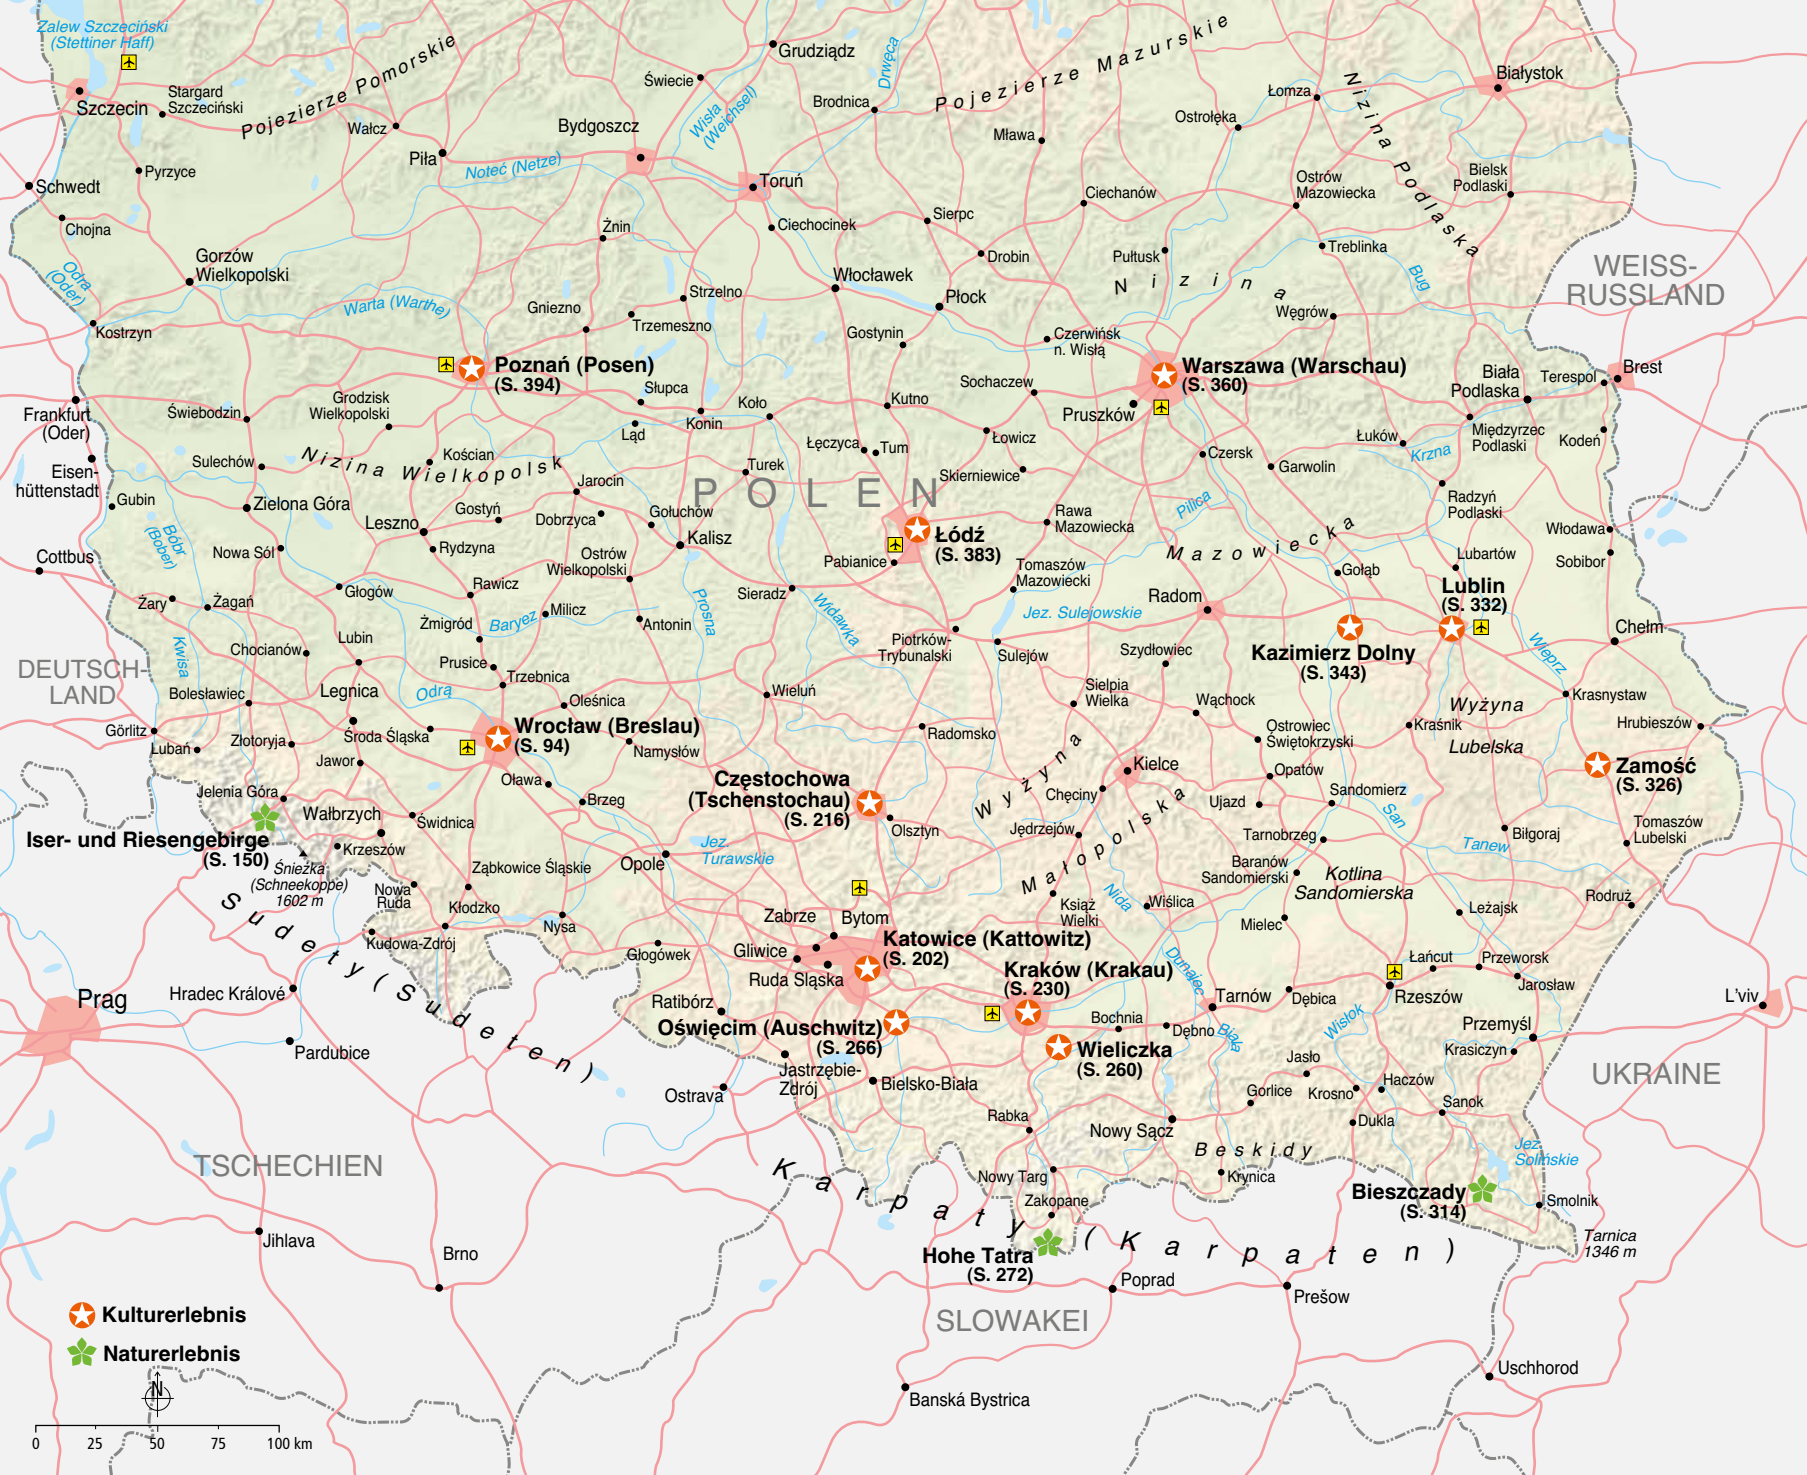 Zalew Szczeciński
(Stettiner Haff)
Szczecin
Stargard
Szczeciński
Pojezierze Pomorskie
Wałcz
Piła
Pyrzyce
Schwedt
Chojna
Odra
(Oder)
Gorzów
Wielkopolski
Kostrzyn
Noteć (Netze)
Bydgoszcz
Świecie
Grudziądz
Wisła
(Weichsel)
Drwęca
Brodnica
Toruń
Ciechocinek
Żnin
Pojezierze Mazurskie
Mława
Ostrołęka
Łomza
Nizina Podlaska
Białystok
Bielsk
Podlaski
Ostrów
Mazowiecka
Ciechanów
Sierpc
Drobin
Pułtusk
Treblinka
Bug
WEISS-
RUSSLAND
Warta (Warthe)
Gniezno
Strzelno
Trzemeszno
Włocławek
Płock
Gostynin
Czerwińsk
n. Wisłą
Nizina
Węgrów
Poznań (Posen)
(S. 394)
Warszawa (Warschau)
(S. 360)
Pruszków
Sochaczew
Biała
Podlaska
Terespol
Brest
Frankfurt
(Oder)
Świebodzin
Grodzisk
Wielkopolski
Słupca
Koło
Konin
Ląd
Kutno
Łęczyca
Tum
Łowicz
Skierniewice
Czersk
Garwolin
Łuków
Krzna
Międzyrzec
Podlaski
Kodeń
Eisen-
hüttenstadt
Sulechów
Nizina Wielkopolsk
Kościan
Jarocin
Turek
POLEN
Gubin
Zielona Góra
Leszno
Gostyń
Dobrzyca
Gołuchów
Kalisz
Łódź
(S. 383)
Pabianice
Rawa
Mazowiecka
Pilica
Mazowiecka
Radzyń
Podlaski
Włodawa
Sobibor
Cottbus
Bóbr
(Bober)
Nowa Sól
Rydzyna
Ostrów
Wielkopolski
Tomaszów
Mazowiecki
Gołąb
Lubartów
Lublin
(S. 332)
Żary
Żagań
Głogów
Rawicz
Żmigród
Baryez
Milicz
Antonin
Prosna
Sieradz
Widawka
Jez. Sulejowskie
Radom
Kazimierz Dolny
(S. 343)
Wieprz
Chełm
DEUTSCH-
LAND
Kwisa
Chocianów
Lubin
Prusice
Trzebnica
Piotrków-
Trybunalski
Sulejów
Szydłowiec
Bolesławiec
Legnica
Odrą
Oleśnica
Wieluń
Sielpia
Wielka
Wąchock
Wyżyna
Lubelska
Krasnystaw
Hrubieszów
Görlitz
Lubań
Złotoryja
Środa Śląska
Wrocław (Breslau)
(S. 94)
Namysłów
Radomsko
Ostrowiec
Świętokrzyski
Kraśnik
Jawor
Oława
Brzeg
Częstochowa
(Tschenstochau)
(S. 216)
Olsztyn
Wyżyna
Kielce
Chęciny
Opatów
Ujazd
Sandomierz
Zamość
(S. 326)
Jelenia Góra
Wałbrzych
Świdnica
Iser- und Riesengebirge
(S. 150)
Krzeszów
Śnieżka
(Schneekoppe)
1602 m
Nowa
Ruda
Ząbkowice Śląskie
Opole
Jez.
Turawskie
Jędrzejów
Małopolska
Tarnobrzeg
San
Tanew
Biłgoraj
Tomaszów
Lubelski
Sudety (Sudeten)
Kłodzko
Kudowa-Zdrój
Nysa
Głogówek
Zabrze
Bytom
Gliwice
Ruda Śląska
Katowice (Kattowitz)
(S. 202)
Książ
Wielki
Nida
Wiślica
Baranów
Sandomierski
Kotlina
Sandomierska
Mielec
Leżajsk
Rodruż
Prag
Hradec Králové
Pardubice
Ratibórz
Oświęcim (Auschwitz)
(S. 266)
Kraków (Krakau)
(S. 230)
Wieliczka
(S. 260)
Bochnia
Dunajec
Tarnów
Dębno
Biała
Dębica
Łańcut
Przeworsk
Rzeszów
Jarosław
Wisłok
Przemyśl
Krasiczyn
L'viv
Ostrava
Jastrzębie-
Zdrój
Bielsko-Biała
Rabka
Nowy Sącz
Gorlice
Jasło
Krosno
Haczów
Dukla
Sanok
UKRAINE
TSCHECHIEN
Karpaty (Karpaten)
Nowy Targ
Zakopane
Beskidy
Krynica
Bieszczady
(S. 314)
Jez.
Solińskie
Smolnik
Tarnica
1346 m
Hohe Tatra
(S. 272)
Jihlava
Brno
Poprad
Prešow
SLOWAKEI
Uschhorod
Banská Bystrica
Kulturerlebnis
Naturerlebnis
N
0 25 50 75 100 km